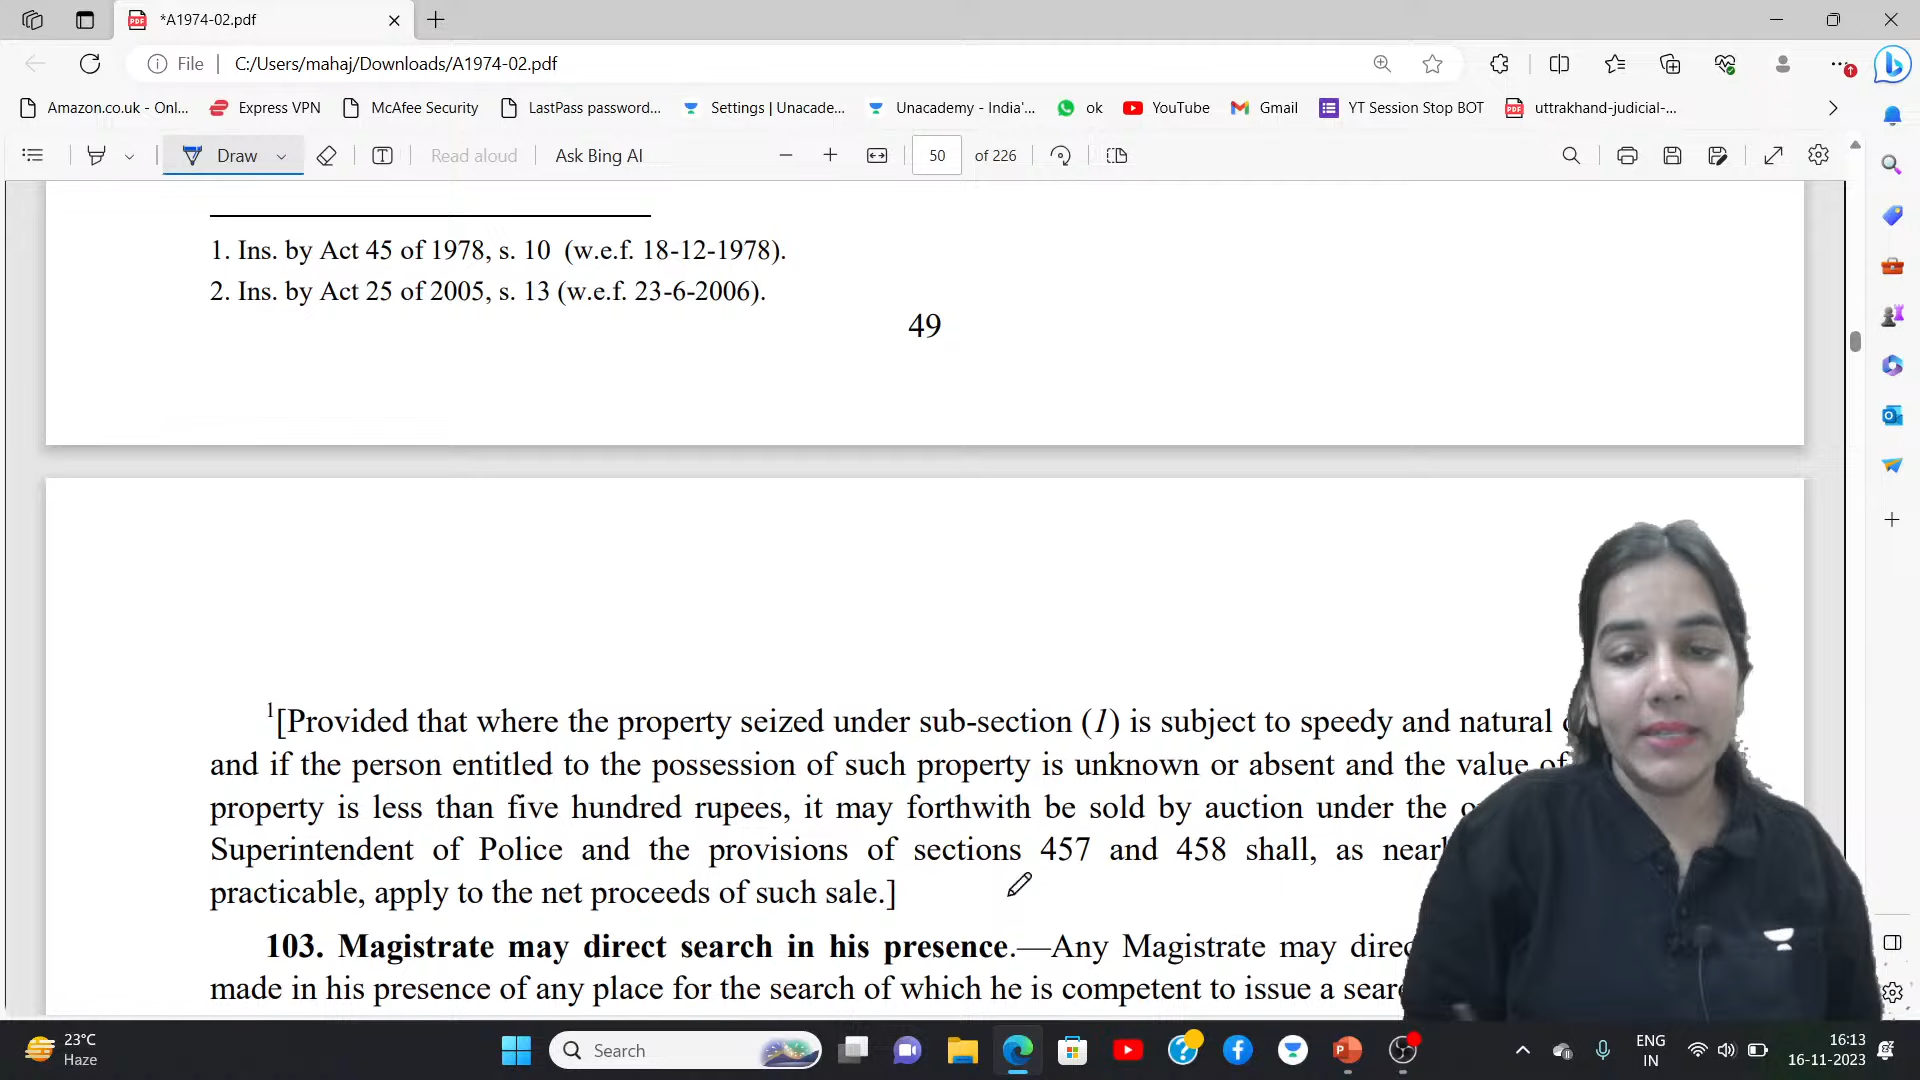 *A1974-02.pdf
File
C:/Users/mahaj/Downloads/A1974-02.pdf
Amazon.co.uk - Onl...
Express VPN
McAfee Security
LastPass password...
Settings | Unacade...
Unacademy - India'...
ok
YouTube
Gmail
YT Session Stop BOT
uttrakhand-judicial-...
Draw
Read aloud
Ask Bing AI
50
of 226
1. Ins. by Act 45 of 1978, s. 10 (w.e.f. 18-12-1978).
2. Ins. by Act 25 of 2005, s. 13 (w.e.f. 23-6-2006).
49
1[Provided that where the property seized under sub-section (1) is subject to speedy and natural
and if the person entitled to the possession of such property is unknown or absent and the value of
property is less than five hundred rupees, it may forthwith be sold by auction under the
Superintendent of Police and the provisions of sections 457 and 458 shall, as
practicable, apply to the net proceeds of such sale.]
103. Magistrate may direct search in his presence.—Any Magistrate may
made in his presence of any place for the search of which he is competent to issue a
23°C
Haze
Search
ENG
IN
16:13
16-11-2023